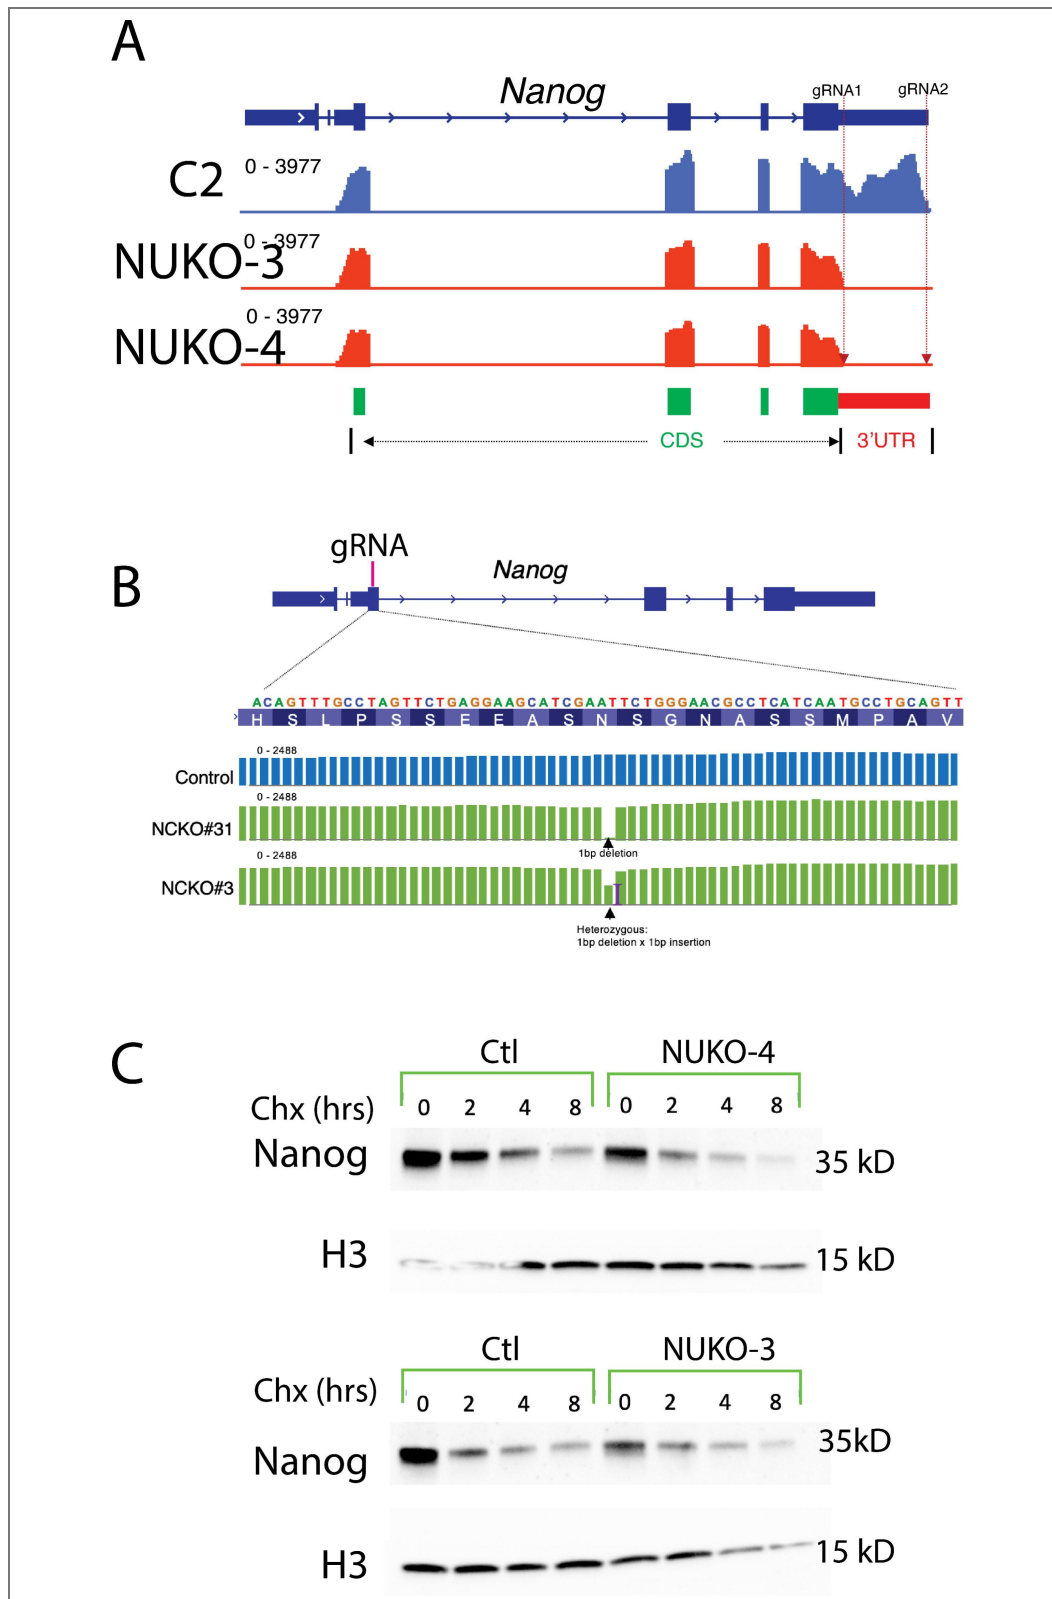 A
Nanog
gRNA1
gRNA2
C2
0 - 3977
NUKO-3
0 - 3977
NUKO-4
0 - 3977
CDS
3'UTR
B
gRNA
Nanog
ACAGTTTGCCTAGTTCTGAGGAAGCATCGAATTCTGGGAACGCCTCATCAATGCCTGCAGTT
H S L P S S E E A S N S G N A S S M P A V
0 - 2488
Control
0 - 2488
NCKO#31
1bp deletion
0 - 2488
NCKO#3
Heterozygous:
1bp deletion x 1bp insertion
C
Ctl
NUKO-4
Chx (hrs)
0 2 4 8 0 2 4 8
Nanog
35 kD
H3
15 kD
Ctl
NUKO-3
Chx (hrs)
0 2 4 8 0 2 4 8
Nanog
35kD
H3
15 kD